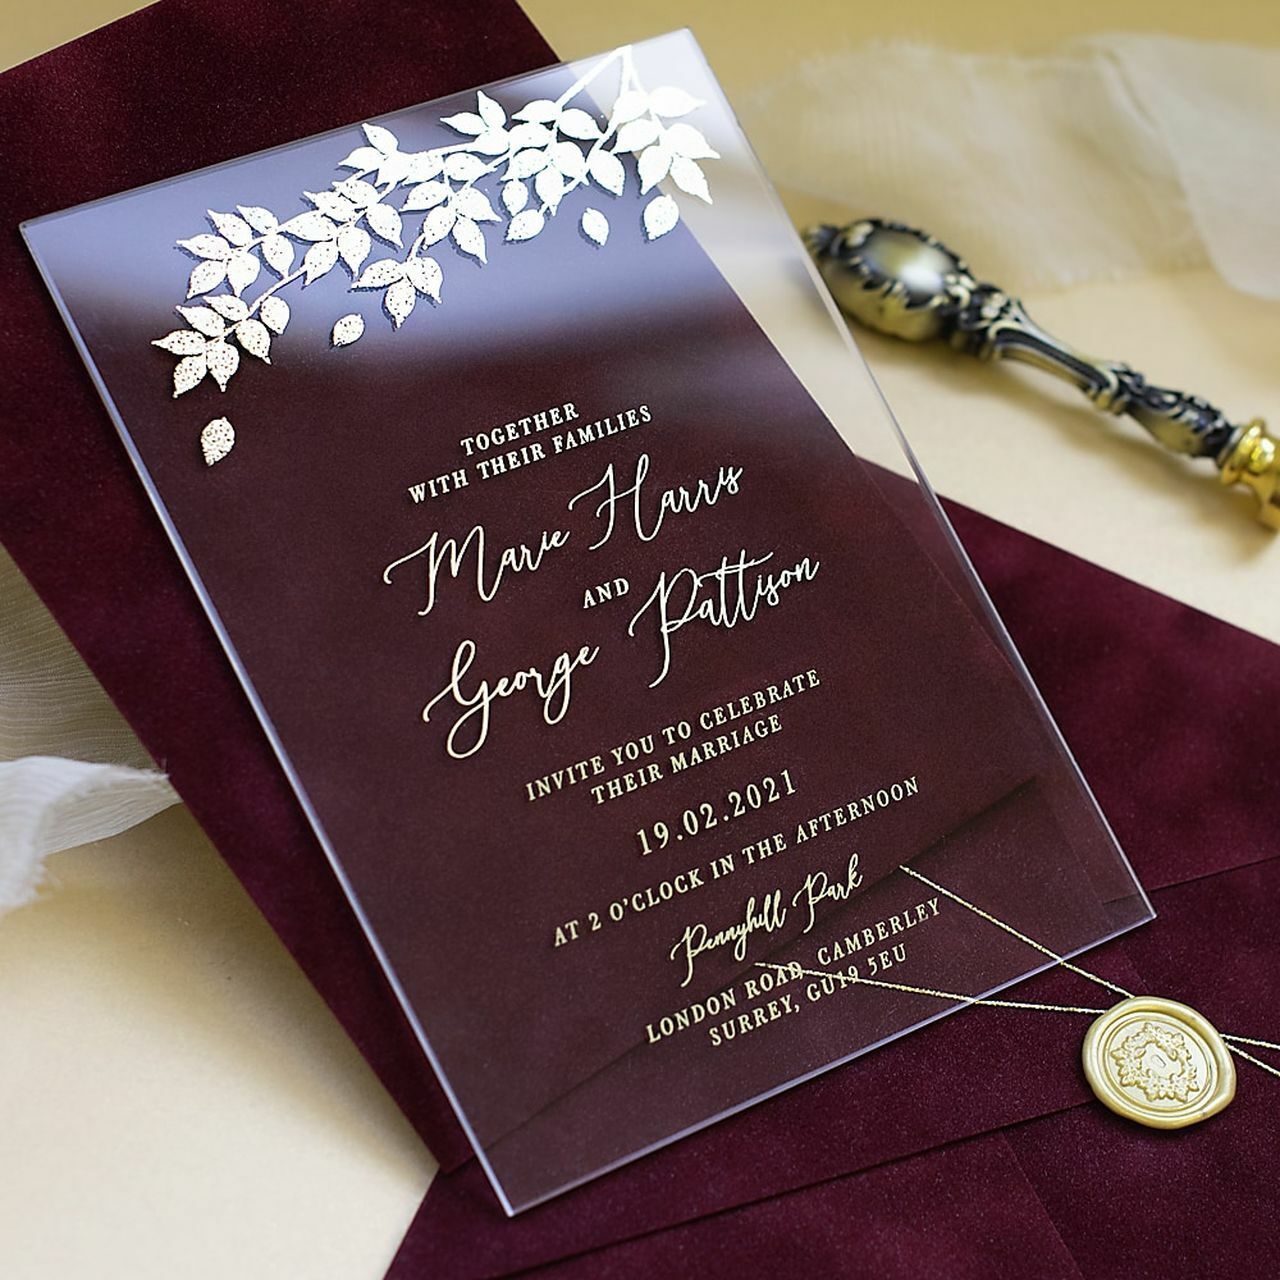 TOGETHER
WITH THEIR FAMILIES
Marie Harris
AND
George Pattison
INVITE YOU TO CELEBRATE
THEIR MARRIAGE
19.02.2021
AT 2 O'CLOCK IN THE AFTERNOON
Pennyhill Park
LONDON ROAD, CAMBERLEY
SURREY, GU19 5EU